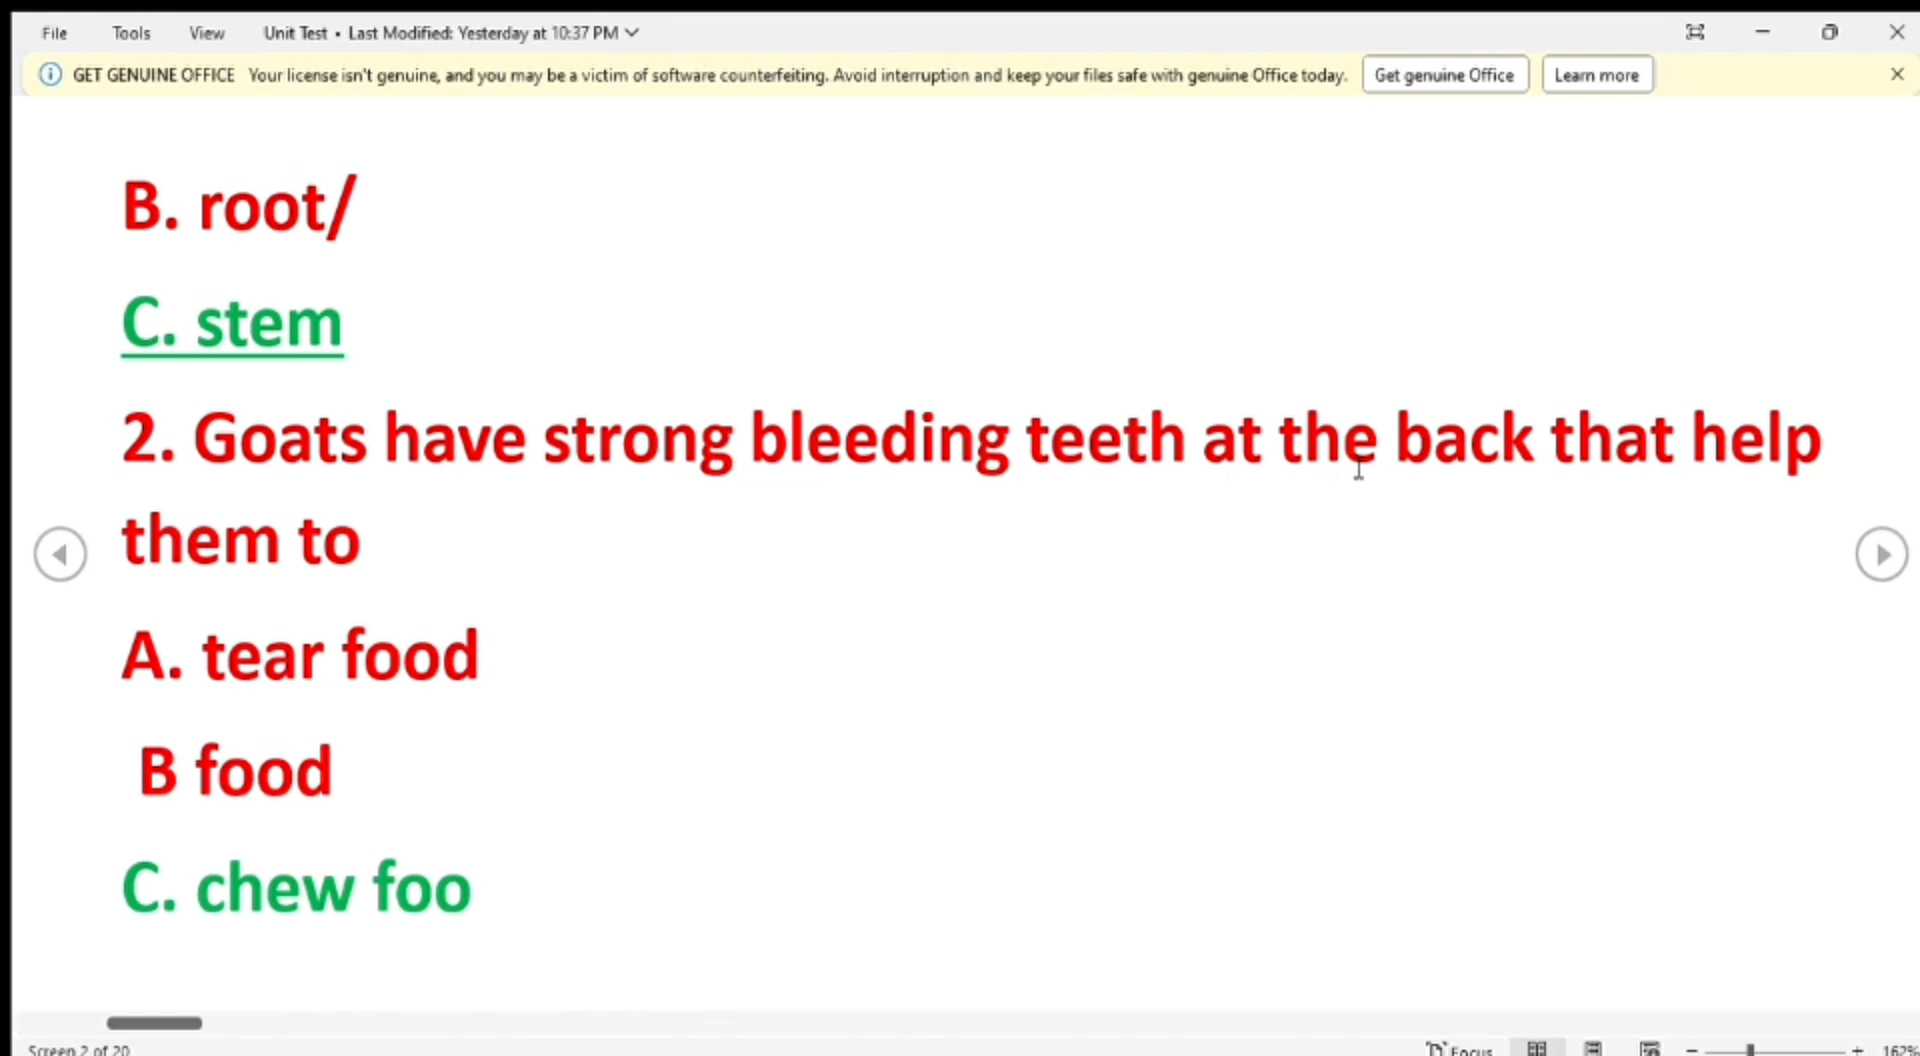 File Tools View Unit Test • Last Modified: Yesterday at 10:37 PM
GET GENUINE OFFICE Your license isn't genuine, and you may be a victim of software counterfeiting. Avoid interruption and keep your files safe with genuine Office today. Get genuine Office Learn more
B. root/
C. stem
2. Goats have strong bleeding teeth at the back that help
them to
A. tear food
B food
C. chew foo
Screen 2 of 20 Focus 162%